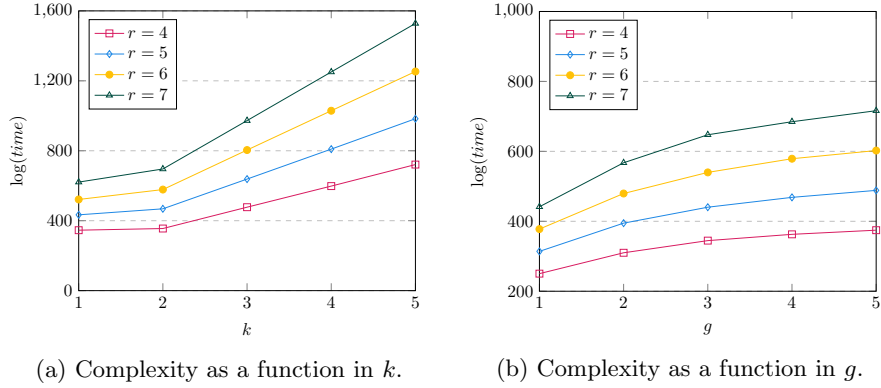 1,600
1,200
800
400
0
log(time)
r = 4
r = 5
r = 6
r = 7
1 2 3 4 5
k
(a) Complexity as a function in k.
1,000
800
600
400
200
log(time)
r = 4
r = 5
r = 6
r = 7
1 2 3 4 5
g
(b) Complexity as a function in g.